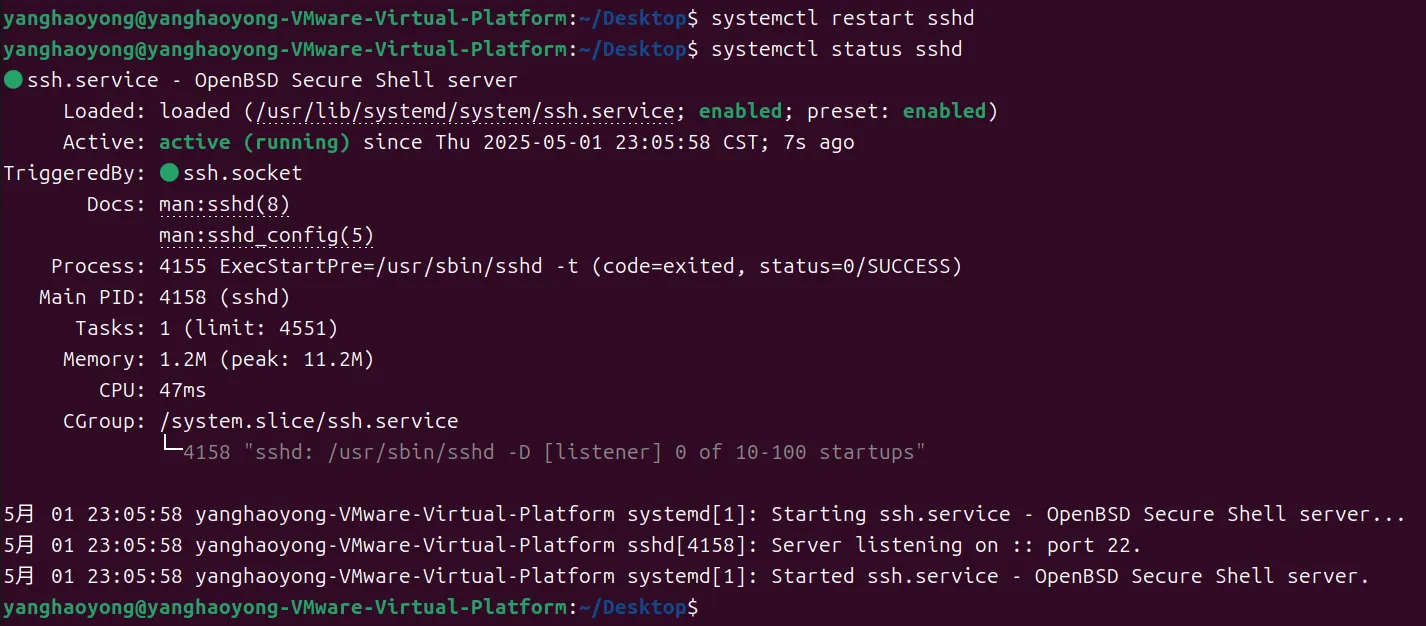 yanghaoyong@yanghaoyong-VMware-Virtual-Platform:~/Desktop$ systemctl restart sshd
yanghaoyong@yanghaoyong-VMware-Virtual-Platform:~/Desktop$ systemctl status sshd
● ssh.service - OpenBSD Secure Shell server
     Loaded: loaded (/usr/lib/systemd/system/ssh.service; enabled; preset: enabled)
     Active: active (running) since Thu 2025-05-01 23:05:58 CST; 7s ago
TriggeredBy: ● ssh.socket
       Docs: man:sshd(8)
             man:sshd_config(5)
    Process: 4155 ExecStartPre=/usr/sbin/sshd -t (code=exited, status=0/SUCCESS)
   Main PID: 4158 (sshd)
      Tasks: 1 (limit: 4551)
     Memory: 1.2M (peak: 11.2M)
        CPU: 47ms
     CGroup: /system.slice/ssh.service
             └─4158 "sshd: /usr/sbin/sshd -D [listener] 0 of 10-100 startups"

5月 01 23:05:58 yanghaoyong-VMware-Virtual-Platform systemd[1]: Starting ssh.service - OpenBSD Secure Shell server...
5月 01 23:05:58 yanghaoyong-VMware-Virtual-Platform sshd[4158]: Server listening on :: port 22.
5月 01 23:05:58 yanghaoyong-VMware-Virtual-Platform systemd[1]: Started ssh.service - OpenBSD Secure Shell server.
yanghaoyong@yanghaoyong-VMware-Virtual-Platform:~/Desktop$